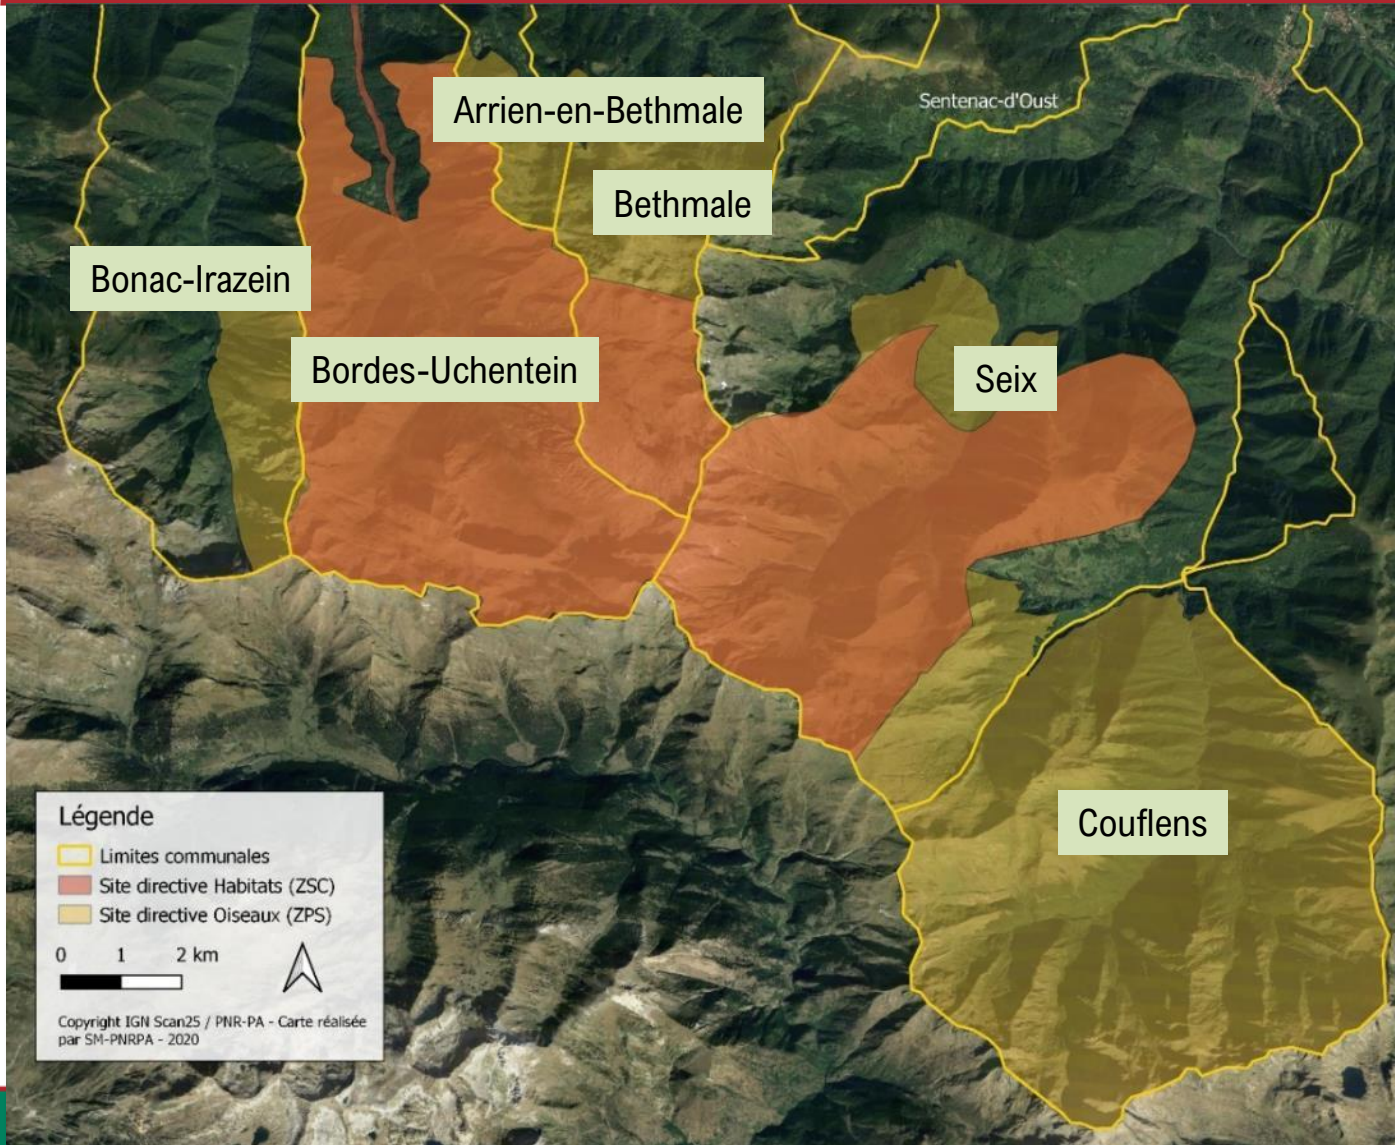 Sentenac-d'Oust
Arrien-en-Bethmale
Bethmale
Bonac-Irazein
Bordes-Uchentein
Seix
Couflens
Légende
Limites communales
Site directive Habitats (ZSC)
Site directive Oiseaux (ZPS)
0 1 2 km
Copyright IGN Scan25 / PNR-PA - Carte réalisée
par SM-PNRPA - 2020